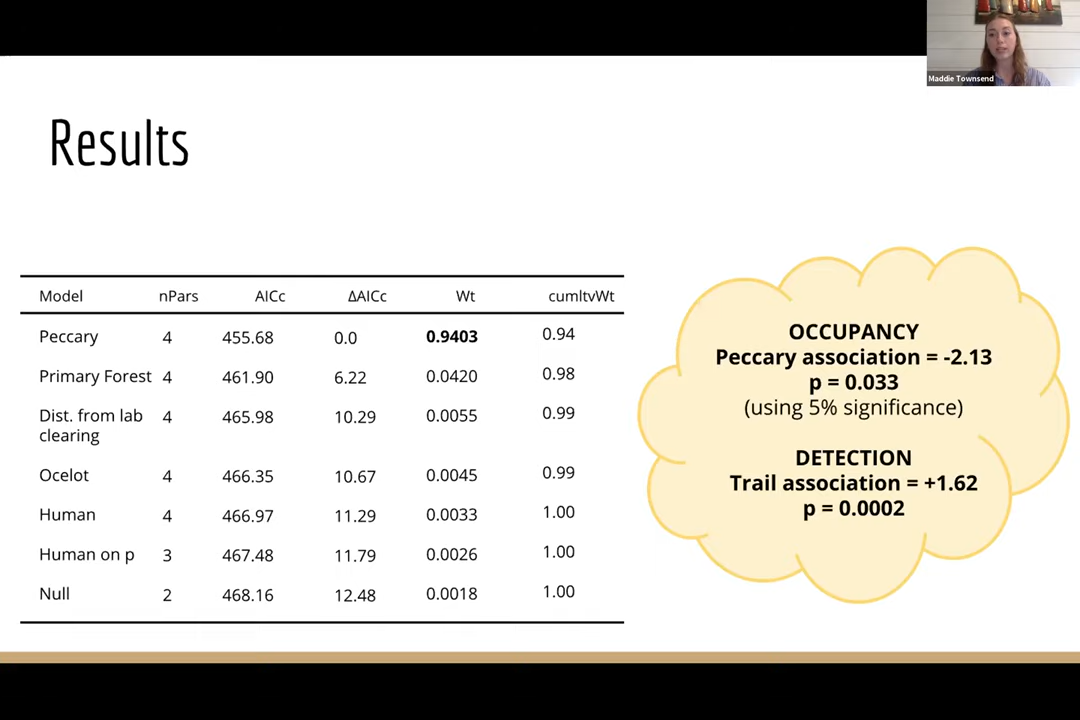 Maddie Townsend
Results
Model nPars AICc ΔAICc Wt cumltvWt
Peccary 4 455.68 0.0 0.9403 0.94
Primary Forest 4 461.90 6.22 0.0420 0.98
Dist. from lab 4 465.98 10.29 0.0055 0.99
clearing
Ocelot 4 466.35 10.67 0.0045 0.99
Human 4 466.97 11.29 0.0033 1.00
Human on p 3 467.48 11.79 0.0026 1.00
Null 2 468.16 12.48 0.0018 1.00
OCCUPANCY
Peccary association = -2.13
p = 0.033
(using 5% significance)
DETECTION
Trail association = +1.62
p = 0.0002